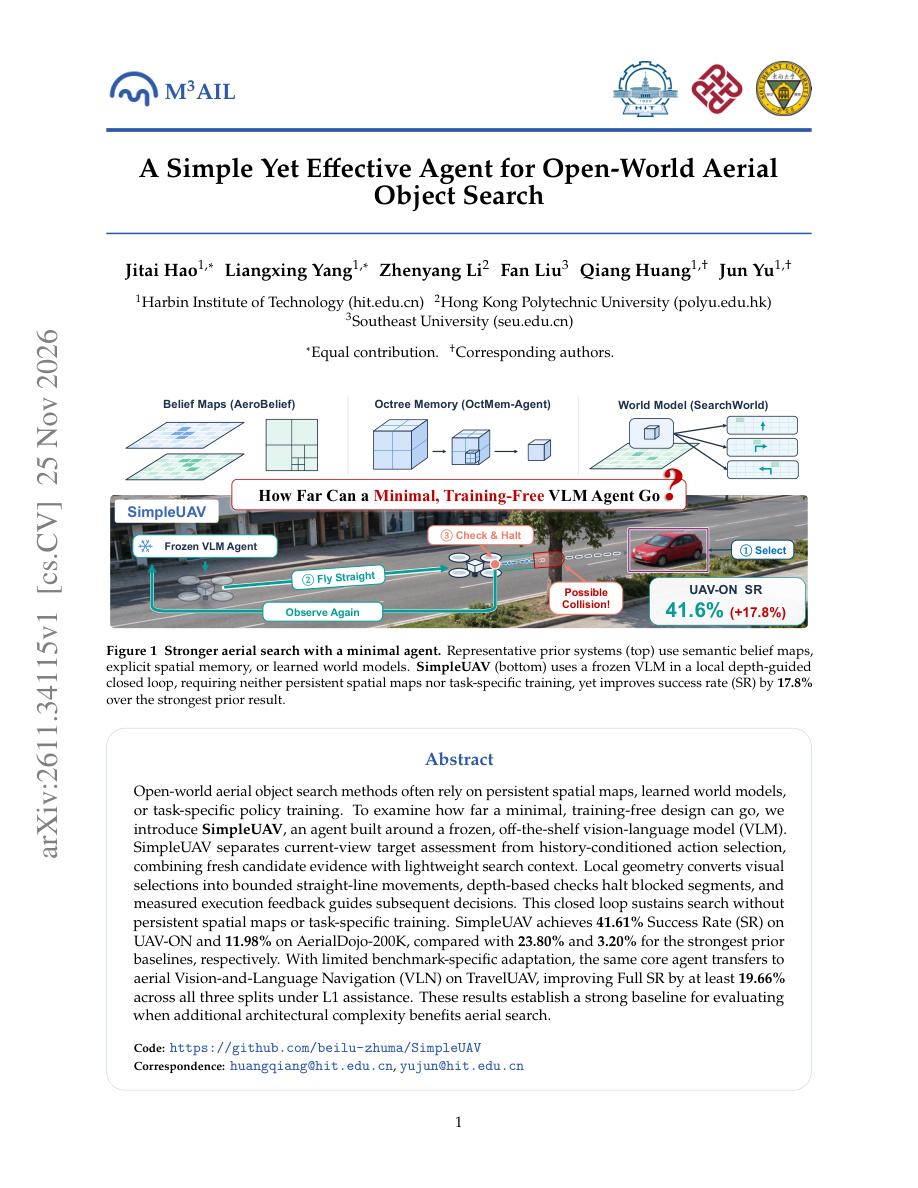 M³AIL
A Simple Yet Effective Agent for Open-World Aerial
Object Search
Jitai Hao¹,* Liangxing Yang¹,* Zhenyang Li² Fan Liu³ Qiang Huang¹,† Jun Yu¹,†
¹Harbin Institute of Technology (hit.edu.cn) ²Hong Kong Polytechnic University (polyu.edu.hk)
³Southeast University (seu.edu.cn)
*Equal contribution. †Corresponding authors.
arXiv:2611.34115v1 [cs.CV] 25 Nov 2026
Belief Maps (AeroBelief)
Octree Memory (OctMem-Agent)
World Model (SearchWorld)
How Far Can a Minimal, Training-Free VLM Agent Go ?
SimpleUAV
Frozen VLM Agent
② Fly Straight
Observe Again
③ Check & Halt
Possible
Collision!
① Select
UAV-ON SR
41.6% (+17.8%)
Figure 1 Stronger aerial search with a minimal agent. Representative prior systems (top) use semantic belief maps,
explicit spatial memory, or learned world models. SimpleUAV (bottom) uses a frozen VLM in a local depth-guided
closed loop, requiring neither persistent spatial maps nor task-specific training, yet improves success rate (SR) by 17.8%
over the strongest prior result.
Abstract
Open-world aerial object search methods often rely on persistent spatial maps, learned world models,
or task-specific policy training. To examine how far a minimal, training-free design can go, we
introduce SimpleUAV, an agent built around a frozen, off-the-shelf vision-language model (VLM).
SimpleUAV separates current-view target assessment from history-conditioned action selection,
combining fresh candidate evidence with lightweight search context. Local geometry converts visual
selections into bounded straight-line movements, depth-based checks halt blocked segments, and
measured execution feedback guides subsequent decisions. This closed loop sustains search without
persistent spatial maps or task-specific training. SimpleUAV achieves 41.61% Success Rate (SR) on
UAV-ON and 11.98% on AerialDojo-200K, compared with 23.80% and 3.20% for the strongest prior
baselines, respectively. With limited benchmark-specific adaptation, the same core agent transfers to
aerial Vision-and-Language Navigation (VLN) on TravelUAV, improving Full SR by at least 19.66%
across all three splits under L1 assistance. These results establish a strong baseline for evaluating
when additional architectural complexity benefits aerial search.
Code: https://github.com/beilu-zhuma/SimpleUAV
Correspondence: huangqiang@hit.edu.cn, yujun@hit.edu.cn
1